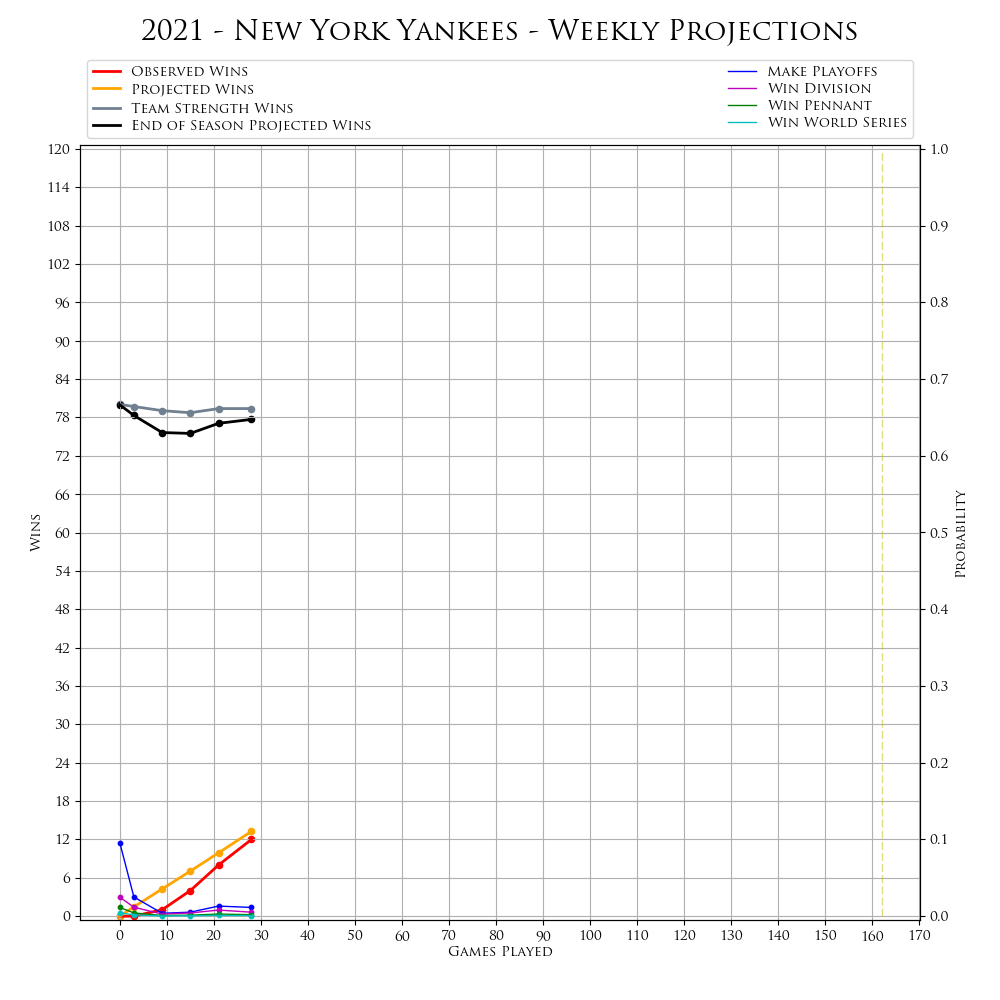 2021 - New York Yankees - Weekly Projections
Observed Wins
Projected Wins
Team Strength Wins
End of Season Projected Wins
Make Playoffs
Win Division
Win Pennant
Win World Series
120
114
108
102
96
90
84
78
72
66
60
54
48
42
36
30
24
18
12
6
0
Wins
1.0
0.9
0.8
0.7
0.6
0.5
0.4
0.3
0.2
0.1
0.0
Probability
0 10 20 30 40 50 60 70 80 90 100 110 120 130 140 150 160 170
Games Played